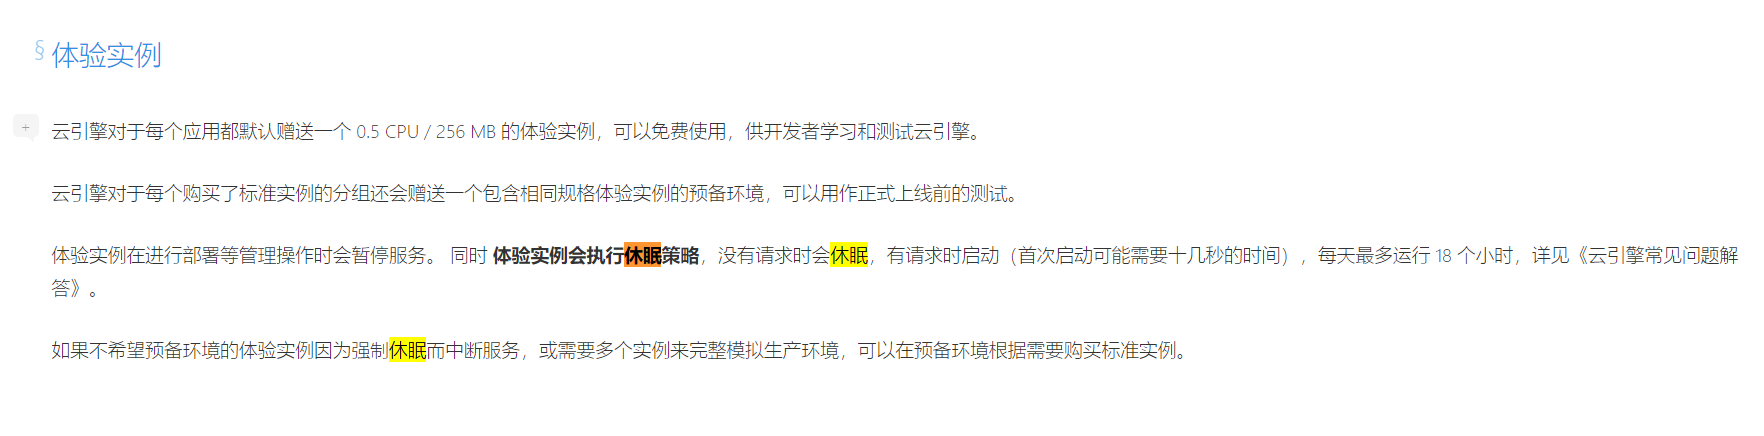 § 体验实例
+
云引擎对于每个应用都默认赠送一个 0.5 CPU / 256 MB 的体验实例，可以免费使用，供开发者学习和测试云引擎。
云引擎对于每个购买了标准实例的分组还会赠送一个包含相同规格体验实例的预备环境，可以用作正式上线前的测试。
体验实例在进行部署等管理操作时会暂停服务。 同时 体验实例会执行休眠策略，没有请求时会休眠，有请求时启动（首次启动可能需要十几秒的时间），每天最多运行 18 个小时，详见《云引擎常见问题解
答》。
如果不希望预备环境的体验实例因为强制休眠而中断服务，或需要多个实例来完整模拟生产环境，可以在预备环境根据需要购买标准实例。